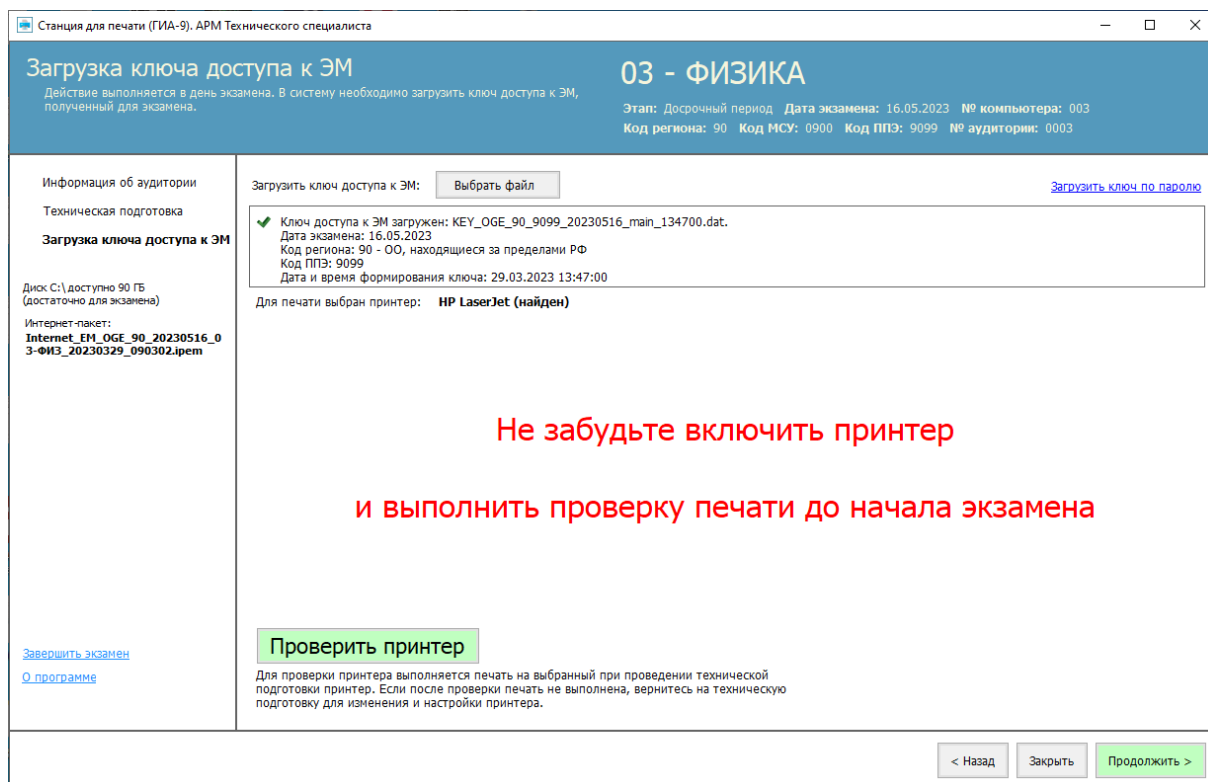 Станция для печати (ГИА-9). АРМ Технического специалиста
Загрузка ключа доступа к ЭМ
Действие выполняется в день экзамена. В систему необходимо загрузить ключ доступа к ЭМ,
полученный для экзамена.
03 - ФИЗИКА
Этап: Досрочный период Дата экзамена: 16.05.2023 № компьютера: 003
Код региона: 90 Код МСУ: 0900 Код ППЭ: 9099 № аудитории: 0003
Информация об аудитории
Техническая подготовка
Загрузка ключа доступа к ЭМ
Диск C:\ доступно 90 ГБ
(достаточно для экзамена)
Интернет-пакет:
Internet_EM_OGE_90_20230516_0
3-ФИЗ_20230329_090302.ipem
Завершить экзамен
О программе
Загрузить ключ доступа к ЭМ: Выбрать файл Загрузить ключ по паролю
Ключ доступа к ЭМ загружен: KEY_OGE_90_9099_20230516_main_134700.dat.
Дата экзамена: 16.05.2023
Код региона: 90 - ОО, находящиеся за пределами РФ
Код ППЭ: 9099
Дата и время формирования ключа: 29.03.2023 13:47:00
Для печати выбран принтер: HP LaserJet (найден)
Не забудьте включить принтер
и выполнить проверку печати до начала экзамена
Проверить принтер
Для проверки принтера выполняется печать на выбранный при проведении технической
подготовки принтер. Если после проверки печать не выполнена, вернитесь на техническую
подготовку для изменения и настройки принтера.
< Назад Закрыть Продолжить >